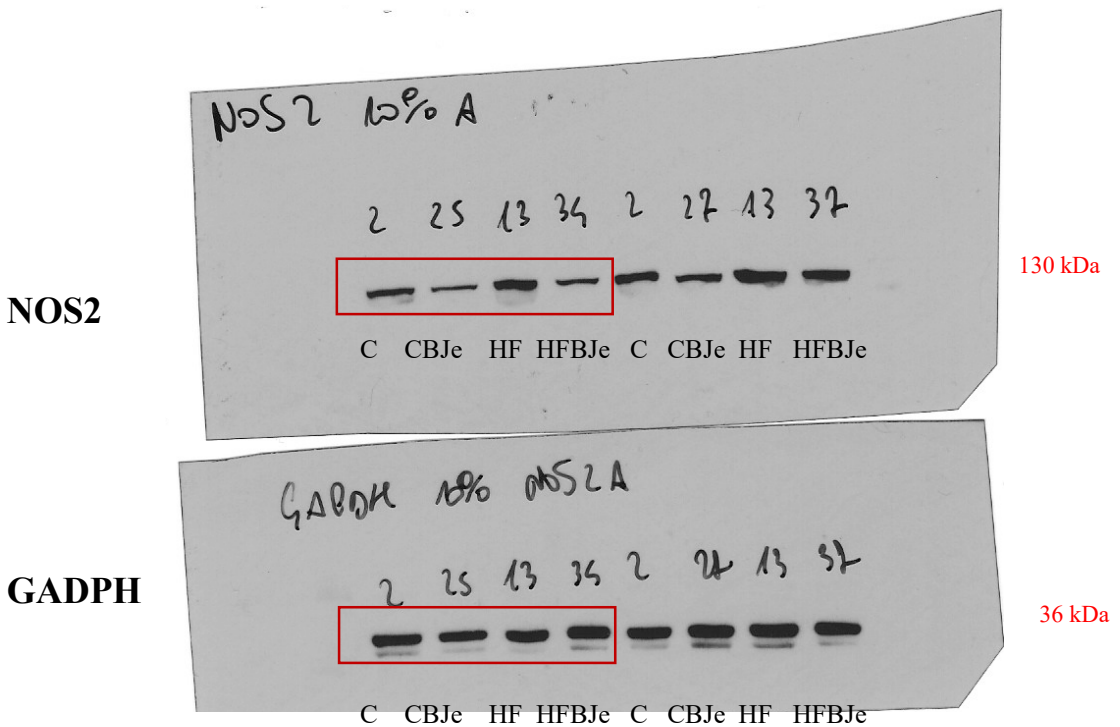 NOS2 10% A
2 25 13 34 2 27 13 37
130 kDa
NOS2
C CBJe HF HFBJe C CBJe HF HFBJe
GAPDH 10% NOS2 A
2 25 13 34 2 27 13 37
GADPH
36 kDa
C CBJe HF HFBJe C CBJe HF HFBJe